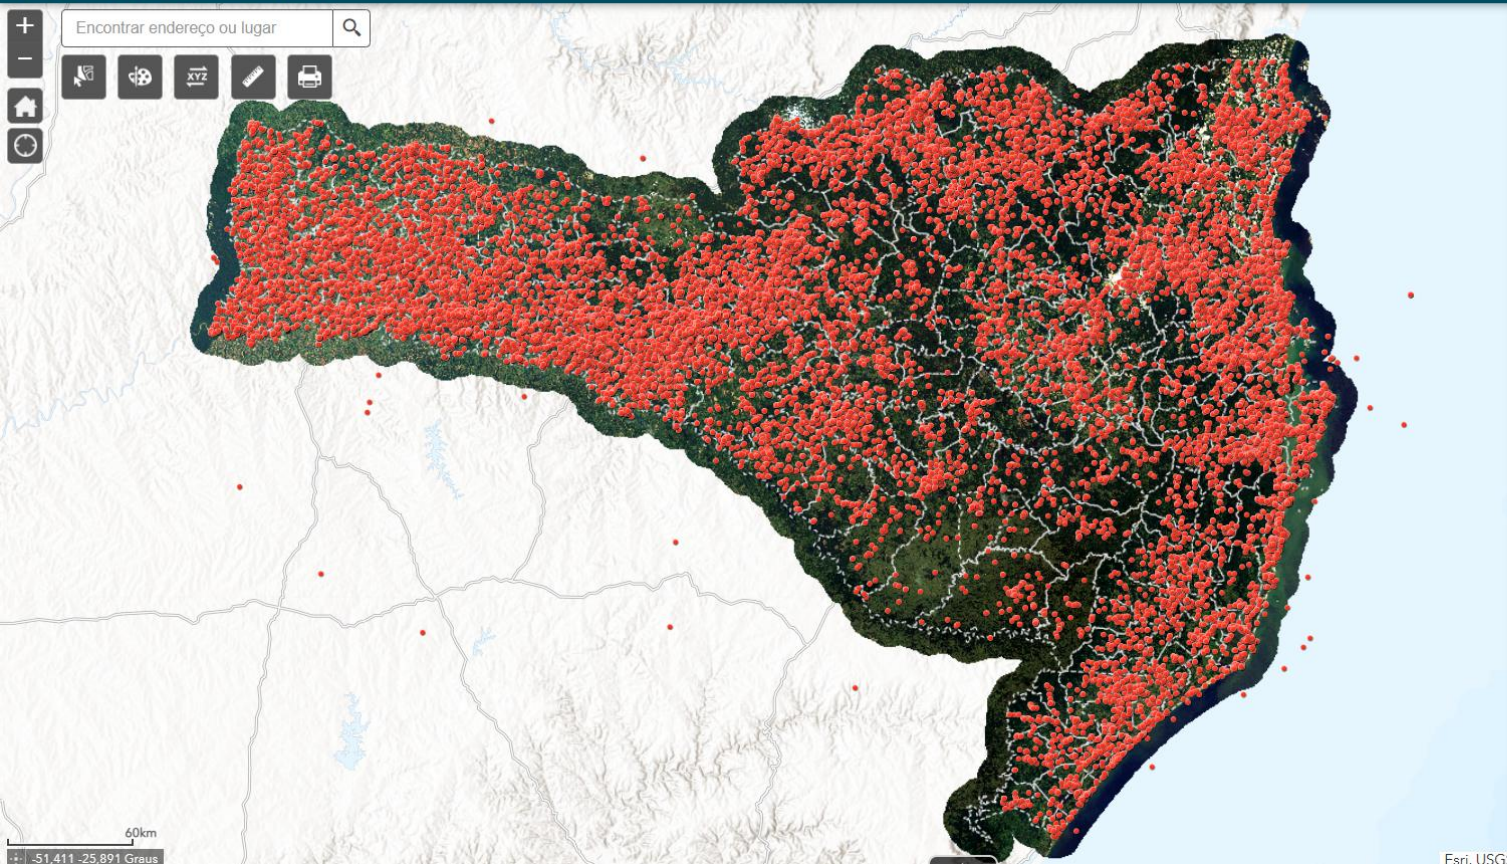 +
Encontrar endereço ou lugar
−
XYZ
60km
-51,411 -25,891 Graus
Esri, USG